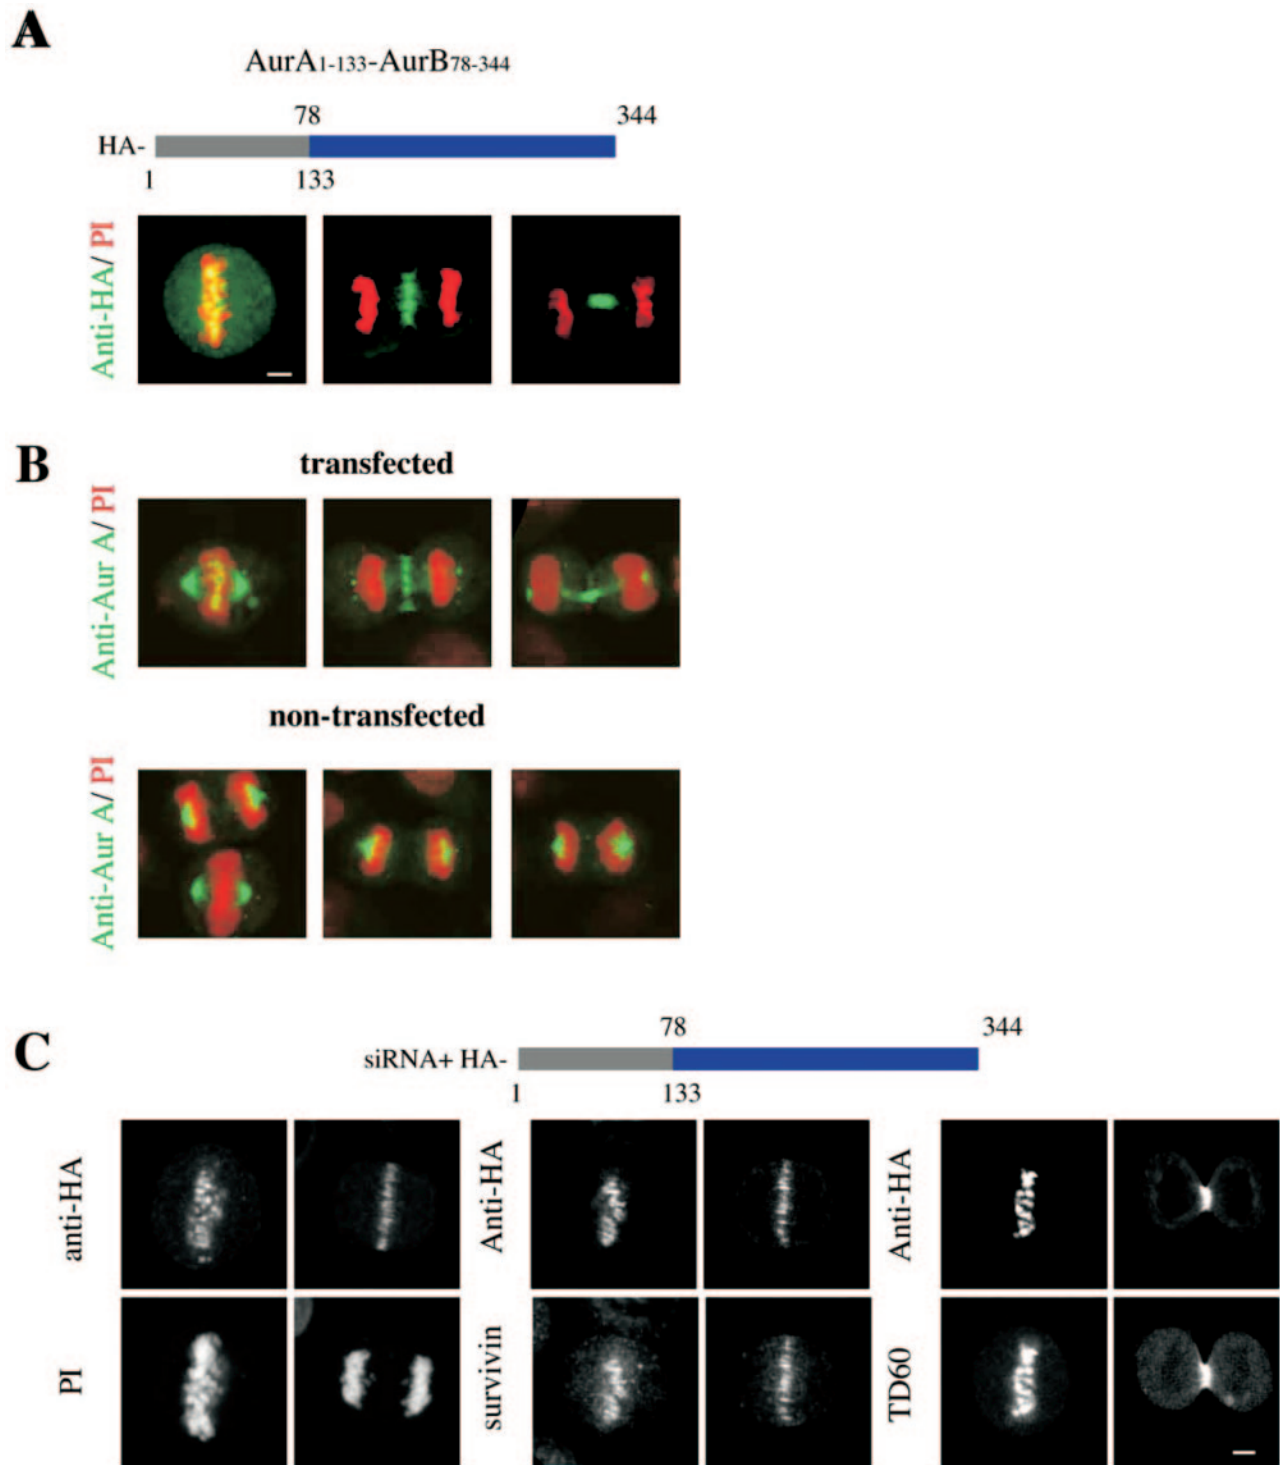 A
AurA1-133-AurB78-344
78 344
HA-
1 133
Anti-HA/ PI
B
transfected
Anti-Aur A/ PI
non-transfected
Anti-Aur A/ PI
C
78 344
siRNA+ HA-
1 133
anti-HA
Anti-HA
Anti-HA
PI
survivin
TD60